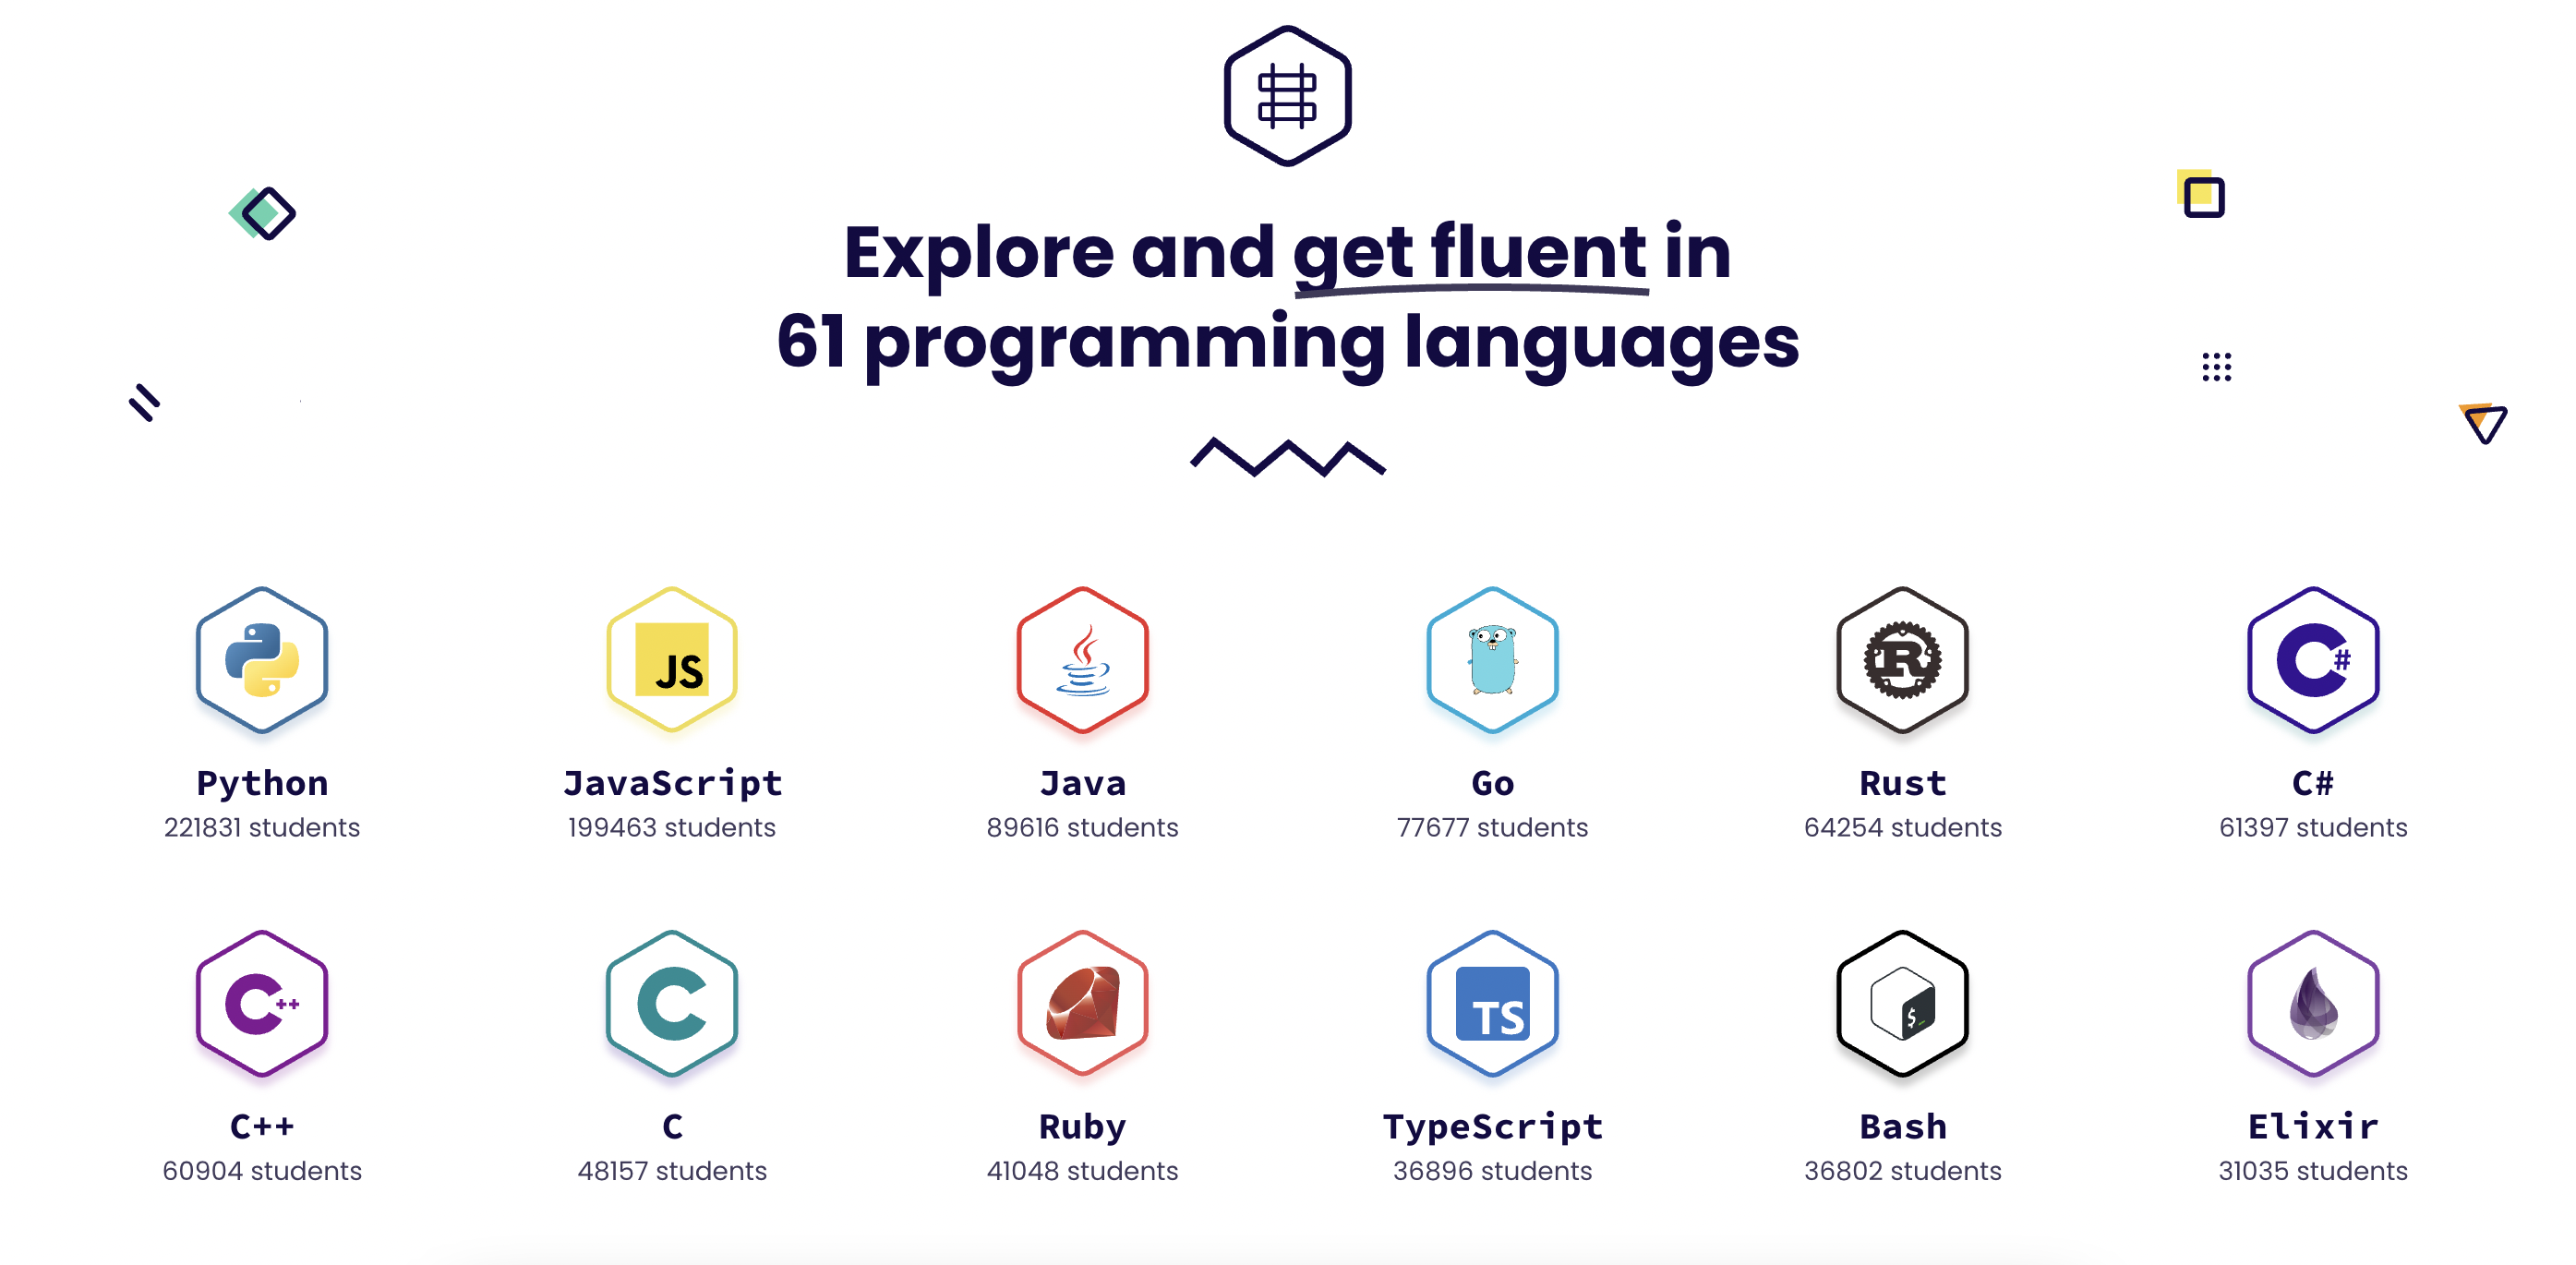 Explore and get fluent in
61 programming languages
JS
R
C#
Python
JavaScript
Java
Go
Rust
C#
221831 students
199463 students
89616 students
77677 students
64254 students
61397 students
C++
C
TS
$_
C++
C
Ruby
TypeScript
Bash
Elixir
60904 students
48157 students
41048 students
36896 students
36802 students
31035 students